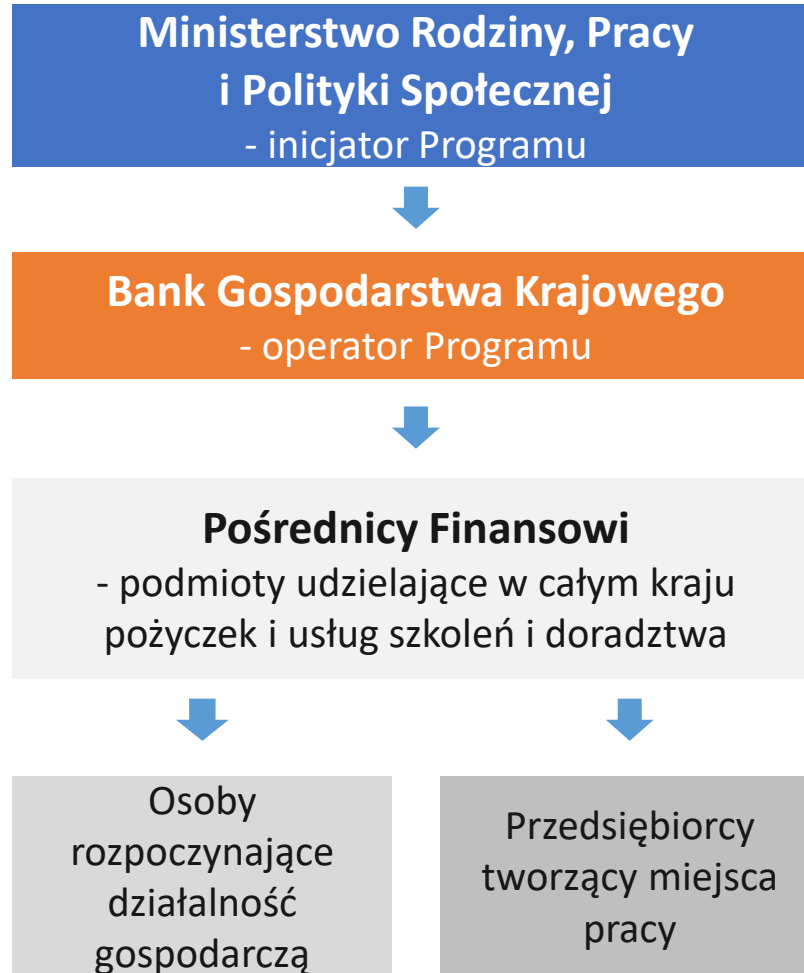 Ministerstwo Rodziny, Pracy
i Polityki Społecznej
- inicjator Programu
Bank Gospodarstwa Krajowego
- operator Programu
Pośrednicy Finansowi
- podmioty udzielające w całym kraju
pożyczek i usług szkoleń i doradztwa
Osoby
rozpoczynające
działalność
gospodarczą
Przedsiębiorcy
tworzący miejsca
pracy